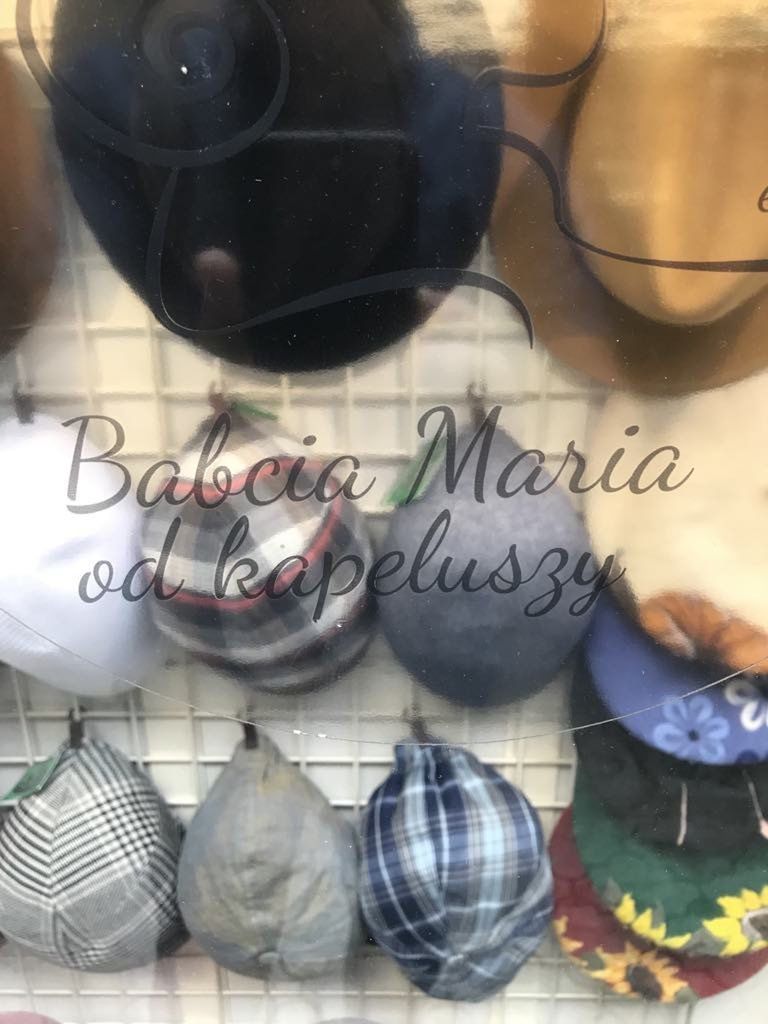 Babcia Maria
od kapeluszy